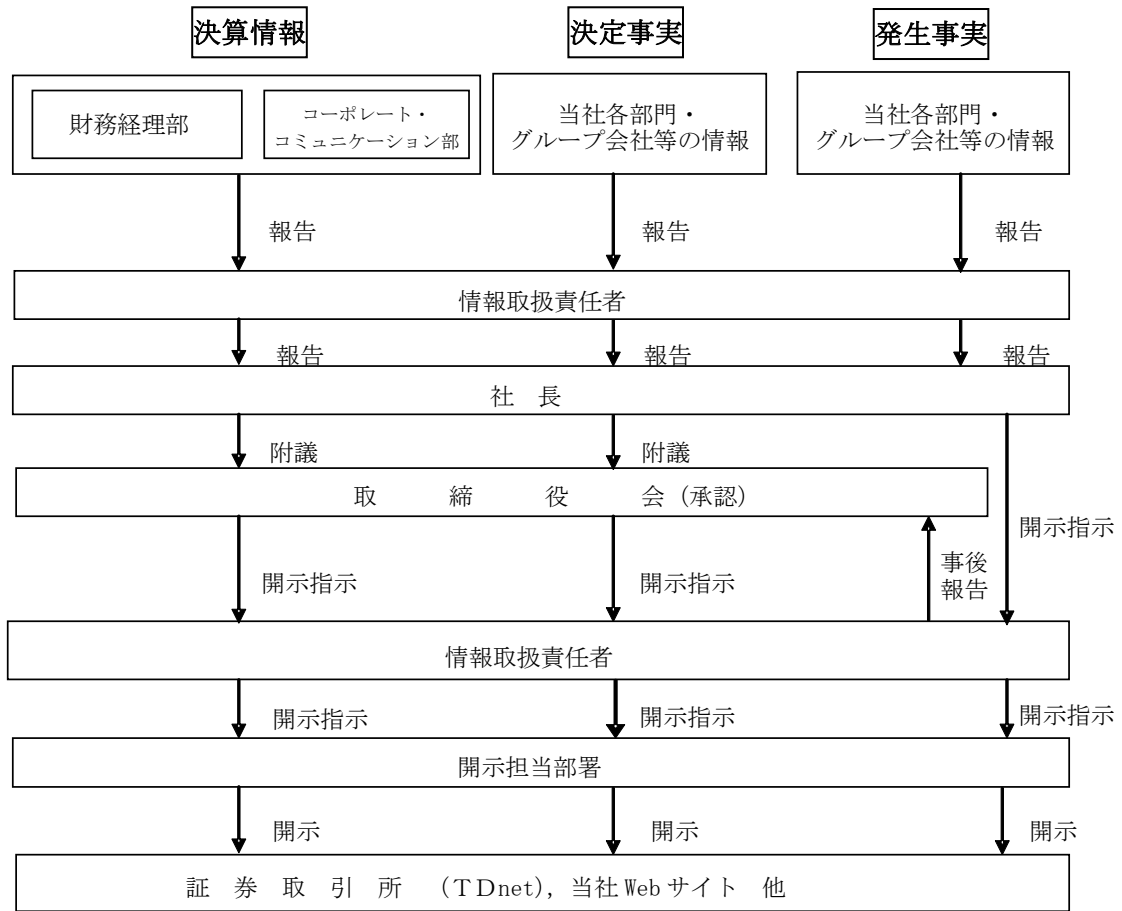 決算情報
決定事実
発生事実
財務経理部
コーポレート・
コミュニケーション部
当社各部門・
グループ会社等の情報
当社各部門・
グループ会社等の情報
報告
報告
報告
情報取扱責任者
報告
報告
報告
社 長
附議
附議
取 締 役 会（承認）
開示指示
事後
報告
開示指示
開示指示
情報取扱責任者
開示指示
開示指示
開示指示
開示担当部署
開示
開示
開示
証 券 取 引 所 （ＴＤnet），当社 Web サイト 他